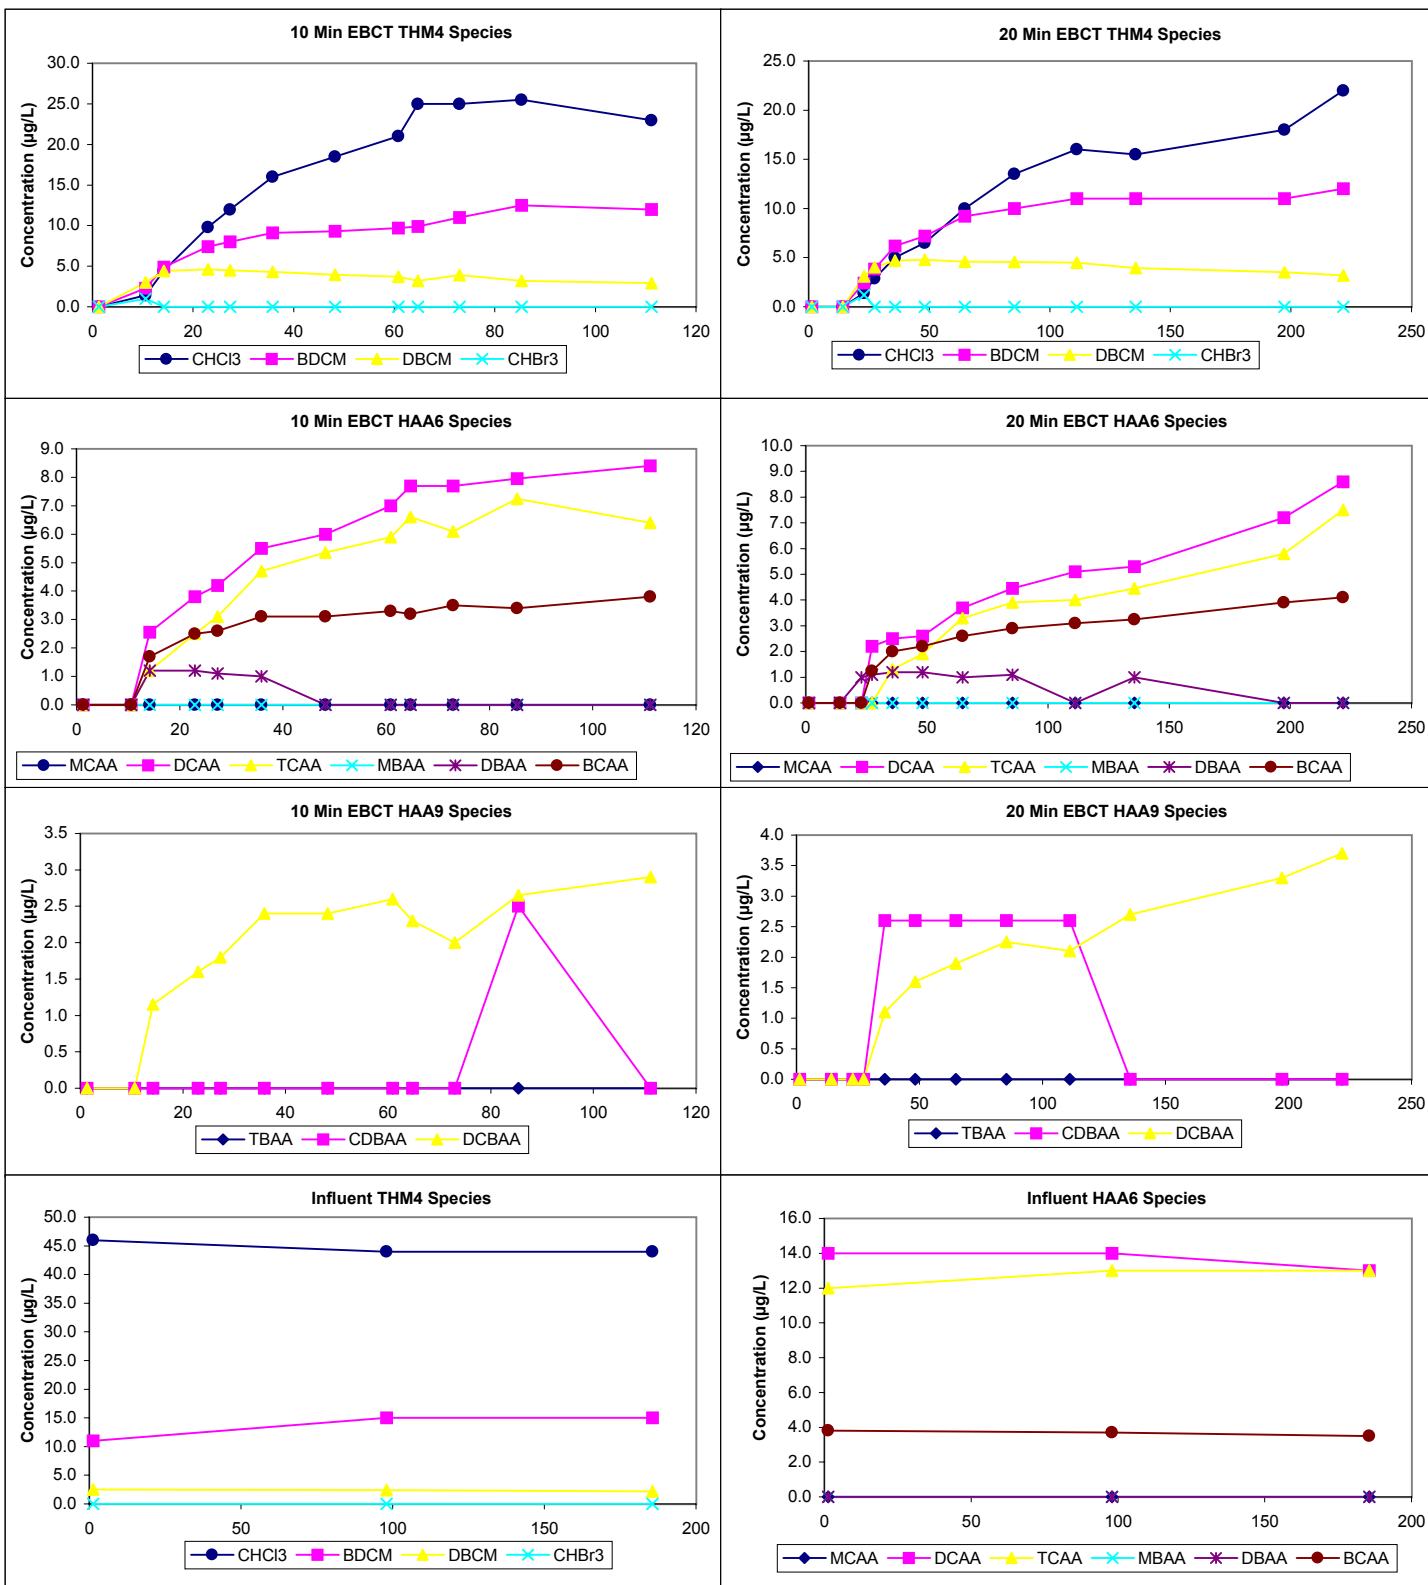 10 Min EBCT THM4 Species
Concentration (µg/L)
30.0
25.0
20.0
15.0
10.0
5.0
0.0
0 20 40 60 80 100 120
CHCl3 BDCM DBCM CHBr3
20 Min EBCT THM4 Species
Concentration (µg/L)
25.0
20.0
15.0
10.0
5.0
0.0
0 50 100 150 200 250
CHCl3 BDCM DBCM CHBr3
10 Min EBCT HAA6 Species
Concentration (µg/L)
9.0
8.0
7.0
6.0
5.0
4.0
3.0
2.0
1.0
0.0
0 20 40 60 80 100 120
MCAA DCAA TCAA MBAA DBAA BCAA
20 Min EBCT HAA6 Species
Concentration (µg/L)
10.0
9.0
8.0
7.0
6.0
5.0
4.0
3.0
2.0
1.0
0.0
0 50 100 150 200 250
MCAA DCAA TCAA MBAA DBAA BCAA
10 Min EBCT HAA9 Species
Concentration (µg/L)
3.5
3.0
2.5
2.0
1.5
1.0
0.5
0.0
0 20 40 60 80 100 120
TBAA CDBAA DCBAA
20 Min EBCT HAA9 Species
Concentration (µg/L)
4.0
3.5
3.0
2.5
2.0
1.5
1.0
0.5
0.0
0 50 100 150 200 250
TBAA CDBAA DCBAA
Influent THM4 Species
Concentration (µg/L)
50.0
45.0
40.0
35.0
30.0
25.0
20.0
15.0
10.0
5.0
0.0
0 50 100 150 200
CHCl3 BDCM DBCM CHBr3
Influent HAA6 Species
Concentration (µg/L)
16.0
14.0
12.0
10.0
8.0
6.0
4.0
2.0
0.0
0 50 100 150 200
MCAA DCAA TCAA MBAA DBAA BCAA